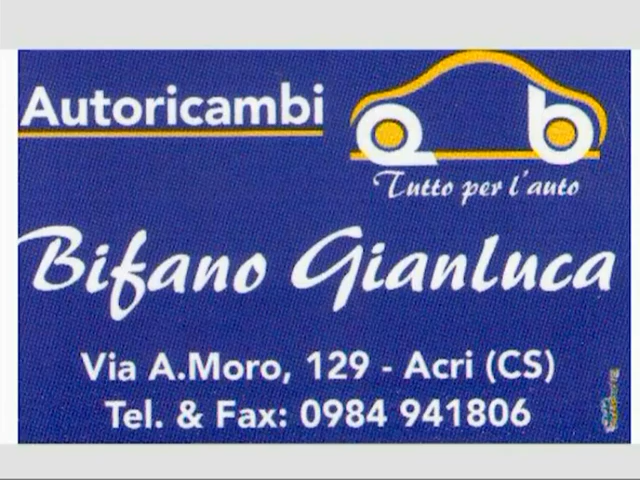 Autoricambi
Tutto per l'auto
Bifano Gianluca
Via A.Moro, 129 - Acri (CS)
Tel. & Fax: 0984 941806